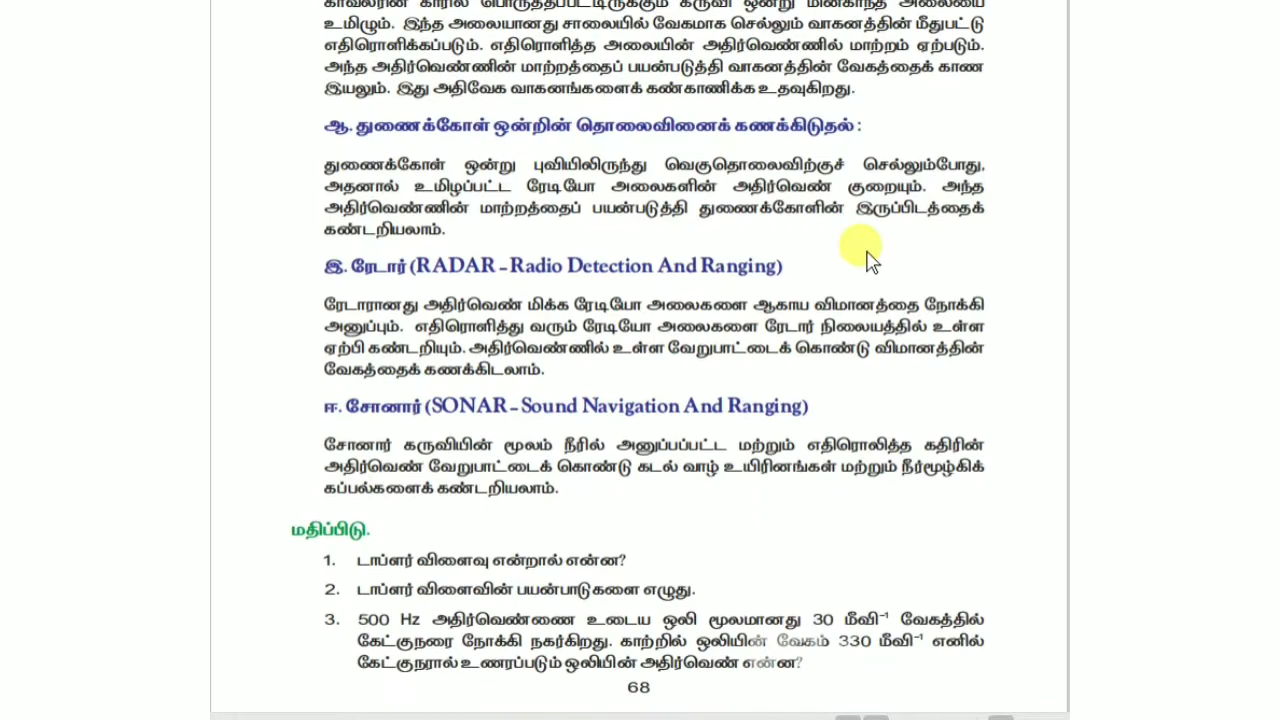 காவலரின் காரில் பொருத்தப்பட்டிருக்கும் கருவி ஒன்று மின்காந்த அலையை
உமிழும். இந்த அலையானது சாலையில் வேகமாக செல்லும் வாகனத்தின் மீதுபட்டு
எதிரொளிக்கப்படும். எதிரொளித்த அலையின் அதிர்வெண்ணில் மாற்றம் ஏற்படும்.
அந்த அதிர்வெண்ணின் மாற்றத்தைப் பயன்படுத்தி வாகனத்தின் வேகத்தைக் காண
இயலும். இது அதிவேக வாகனங்களைக் கண்காணிக்க உதவுகிறது.
ஆ. துணைக்கோள் ஒன்றின் தொலைவினைக் கணக்கிடுதல் :
துணைக்கோள் ஒன்று புவியிலிருந்து வெகுதொலைவிற்குச் செல்லும்போது,
அதனால் உமிழப்பட்ட ரேடியோ அலைகளின் அதிர்வெண் குறையும். அந்த
அதிர்வெண்ணின் மாற்றத்தைப் பயன்படுத்தி துணைக்கோளின் இருப்பிடத்தைக்
கண்டறியலாம்.
இ. ரேடார் (RADAR – Radio Detection And Ranging)
ரேடாரானது அதிர்வெண் மிக்க ரேடியோ அலைகளை ஆகாய விமானத்தை நோக்கி
அனுப்பும். எதிரொளித்து வரும் ரேடியோ அலைகளை ரேடார் நிலையத்தில் உள்ள
ஏற்பி கண்டறியும். அதிர்வெண்ணில் உள்ள வேறுபாட்டைக் கொண்டு விமானத்தின்
வேகத்தைக் கணக்கிடலாம்.
ஈ. சோனார் (SONAR – Sound Navigation And Ranging)
சோனார் கருவியின் மூலம் நீரில் அனுப்பப்பட்ட மற்றும் எதிரொலித்த கதிரின்
அதிர்வெண் வேறுபாட்டைக் கொண்டு கடல் வாழ் உயிரினங்கள் மற்றும் நீர்மூழ்கிக்
கப்பல்களைக் கண்டறியலாம்.
மதிப்பிடு.
1. டாப்ளர் விளைவு என்றால் என்ன?
2. டாப்ளர் விளைவின் பயன்பாடுகளை எழுது.
3. 500 Hz அதிர்வெண்ணை உடைய ஒலி மூலமானது 30 மீவி⁻¹ வேகத்தில்
கேட்குநரை நோக்கி நகர்கிறது. காற்றில் ஒலியின் வேகம் 330 மீவி⁻¹ எனில்
கேட்குநரால் உணரப்படும் ஒலியின் அதிர்வெண் என்ன?
68